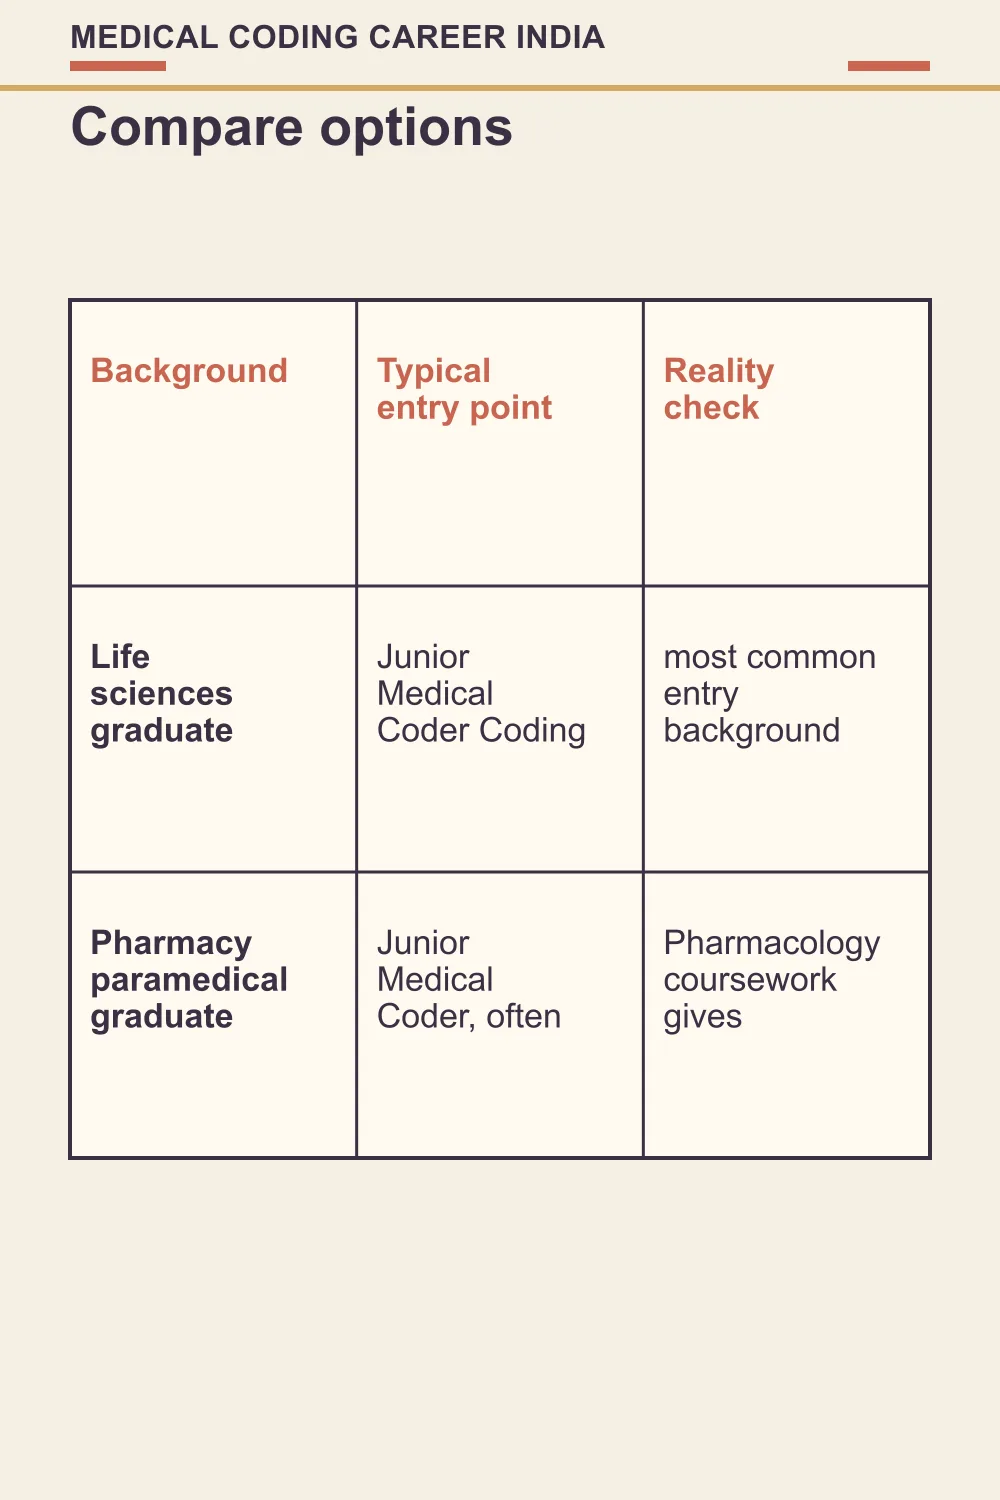 MEDICAL CODING CAREER INDIA
Compare options
Background
Typical
entry point
Reality
check
Life
sciences
graduate
Junior
Medical
Coder Coding
most common
entry
background
Pharmacy
paramedical
graduate
Junior
Medical
Coder, often
Pharmacology
coursework
gives